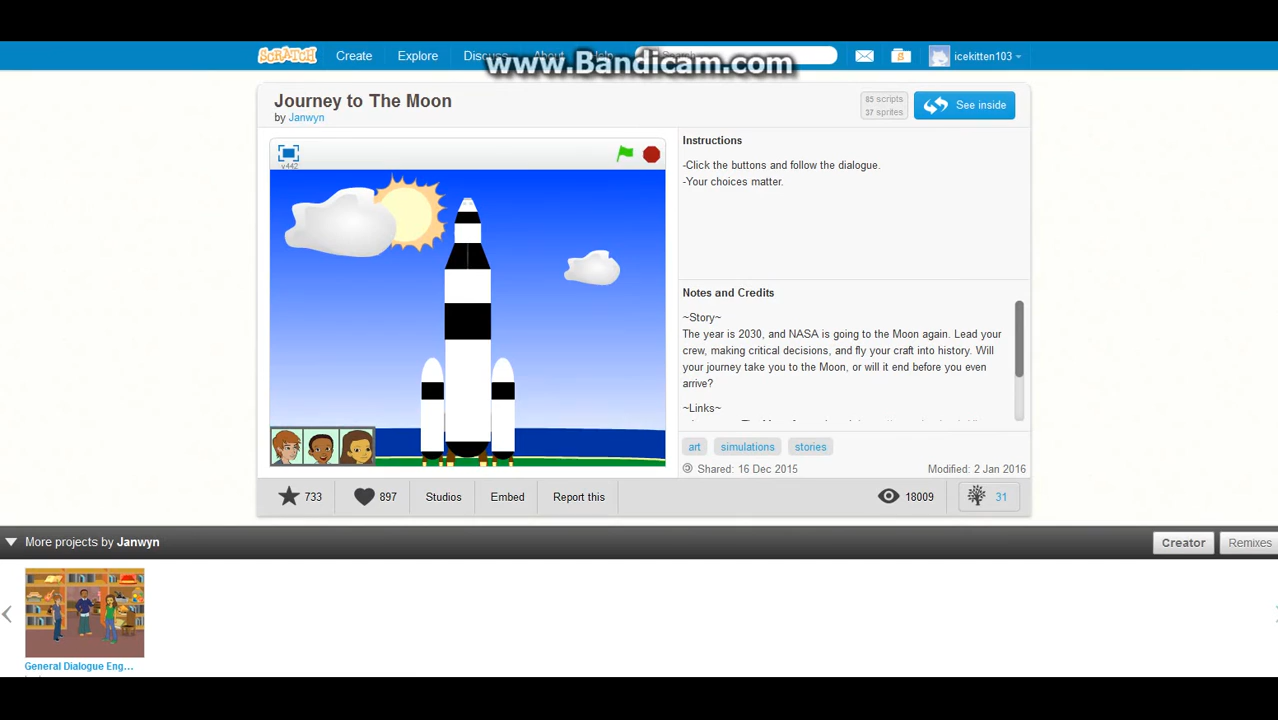 www.Bandicam.com
SCRATCH Create Explore Discuss About Help Search icekitten103
Journey to The Moon
by Janwyn
85 scripts
37 sprites
See inside
v442
Instructions
-Click the buttons and follow the dialogue.
-Your choices matter.
Notes and Credits
~Story~
The year is 2030, and NASA is going to the Moon again. Lead your
crew, making critical decisions, and fly your craft into history. Will
your journey take you to the Moon, or will it end before you even
arrive?
~Links~
art simulations stories
Shared: 16 Dec 2015 Modified: 2 Jan 2016
733 897 Studios Embed Report this 18009 31
More projects by Janwyn Creator Remixes
General Dialogue Eng...